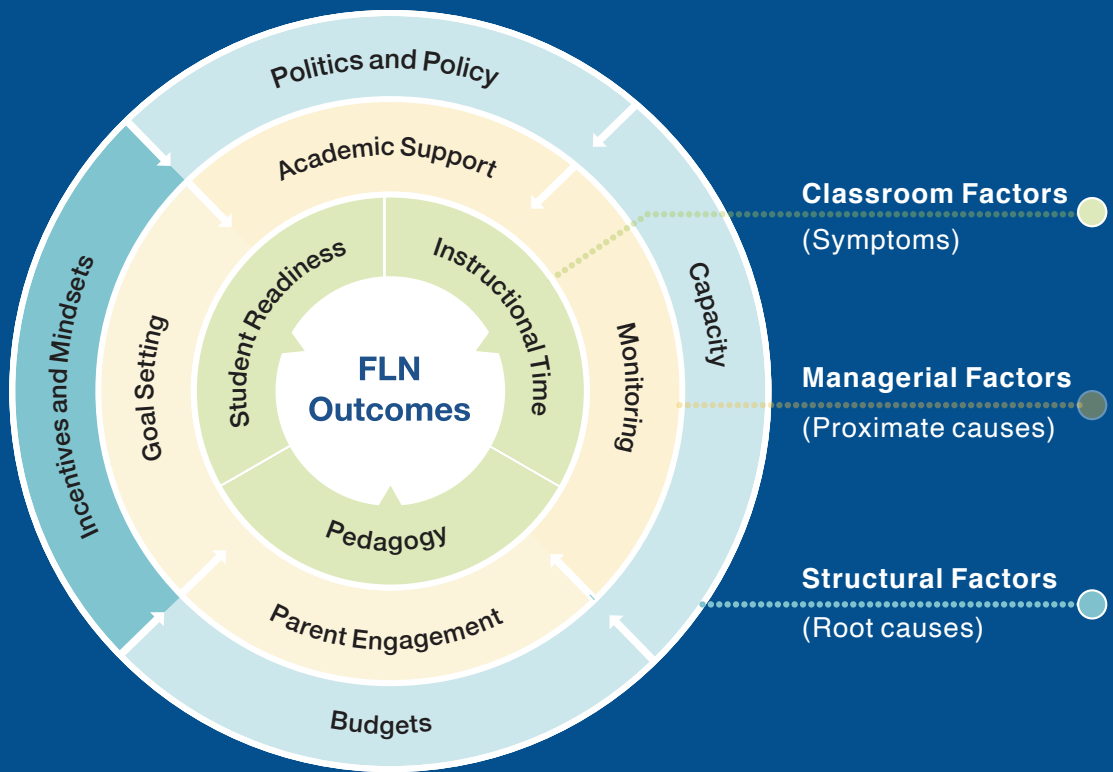 Politics and Policy
Academic Support
Student Readiness
Instructional Time
Incentives and Mindsets
Goal Setting
FLN
Outcomes
Monitoring
Capacity
Pedagogy
Parent Engagement
Budgets
Classroom Factors
(Symptoms)
Managerial Factors
(Proximate causes)
Structural Factors
(Root causes)